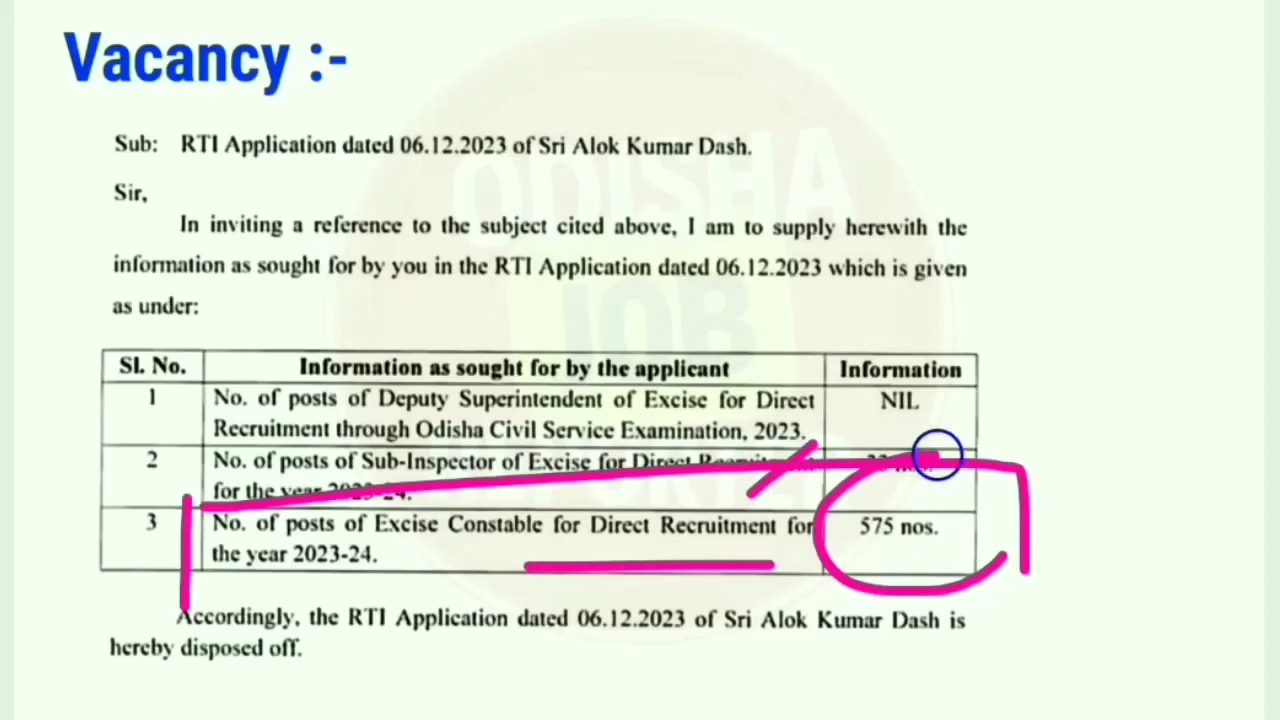 Vacancy :-
Sub: RTI Application dated 06.12.2023 of Sri Alok Kumar Dash.
Sir,
In inviting a reference to the subject cited above, I am to supply herewith the
information as sought for by you in the RTI Application dated 06.12.2023 which is given
as under:
Sl. No. Information as sought for by the applicant Information
1 No. of posts of Deputy Superintendent of Excise for Direct NIL
Recruitment through Odisha Civil Service Examination, 2023.
2 No. of posts of Sub-Inspector of Excise for Direct Recruitment
for the year 2023-24.
3 No. of posts of Excise Constable for Direct Recruitment for 575 nos.
the year 2023-24.
Accordingly, the RTI Application dated 06.12.2023 of Sri Alok Kumar Dash is
hereby disposed off.
ODISHA
JOB